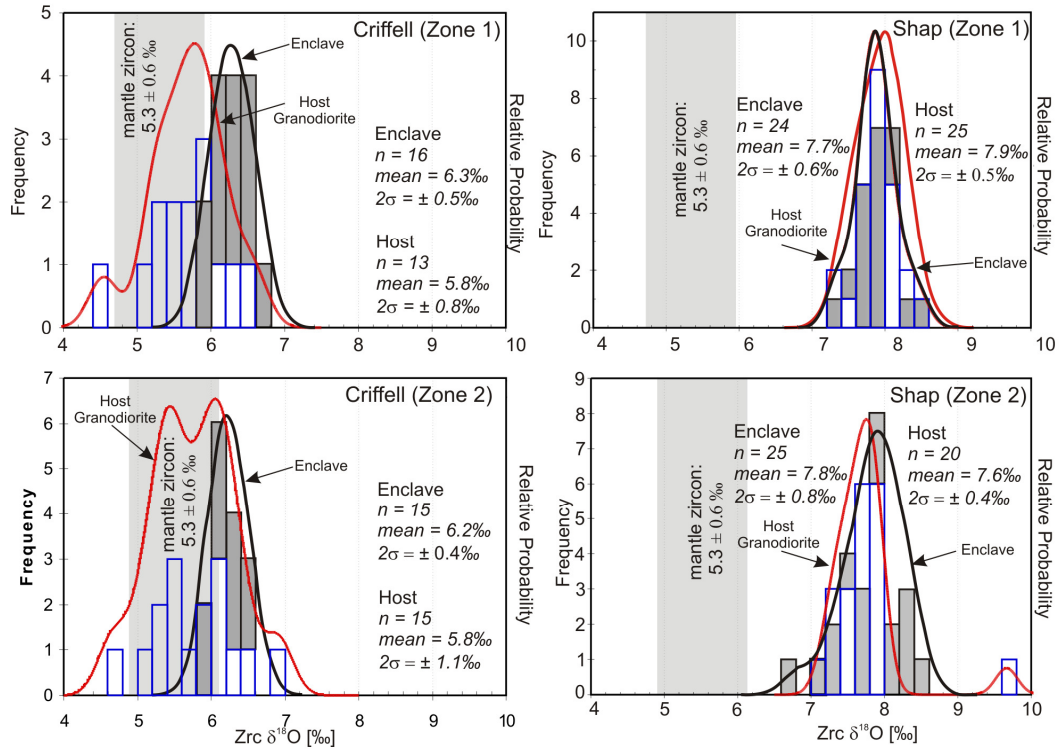 Criffell (Zone 1)
Frequency
5
4
3
2
1
0
mantle zircon:
5.3 ± 0.6 ‰
Enclave
Host
Granodiorite
Enclave
n = 16
mean = 6.3‰
2σ = ± 0.5‰
Host
n = 13
mean = 5.8‰
2σ = ± 0.8‰
Relative Probability
4 5 6 7 8 9 10
Shap (Zone 1)
Frequency
10
8
6
4
2
0
mantle zircon:
5.3 ± 0.6 ‰
Enclave
n = 24
mean = 7.7‰
2σ = ± 0.6‰
Host
n = 25
mean = 7.9‰
2σ = ± 0.5‰
Host
Granodiorite
Enclave
Relative Probability
7 8 9 10
Criffell (Zone 2)
Frequency
7
6
5
4
3
2
1
0
Host
Granodiorite
mantle zircon:
5.3 ± 0.6 ‰
Enclave
Enclave
n = 15
mean = 6.2‰
2σ = ± 0.4‰
Host
n = 15
mean = 5.8‰
2σ = ± 1.1‰
Relative Probability
4 5 6 7 8 9 10
Zrc δ¹⁸O [‰]
Shap (Zone 2)
Frequency
9
8
7
6
5
4
3
2
1
0
mantle zircon:
5.3 ± 0.6 ‰
Enclave
n = 25
mean = 7.8‰
2σ = ± 0.8‰
Host
n = 20
mean = 7.6‰
2σ = ± 0.4‰
Host
Granodiorite
Enclave
Relative Probability
7 8 9 10
Zrc δ¹⁸O [‰]